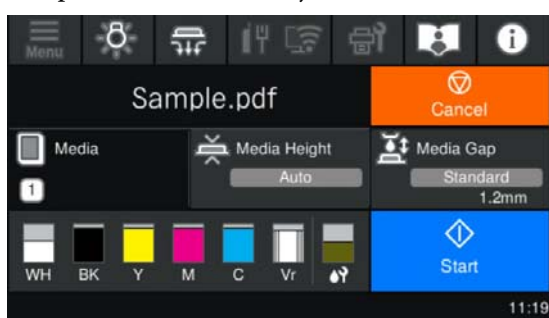 Menu
Sample.pdf
Cancel
Media
1
Media Height
Auto
Media Gap
Standard
1.2mm
WH BK Y M C Vr
Start
11:19